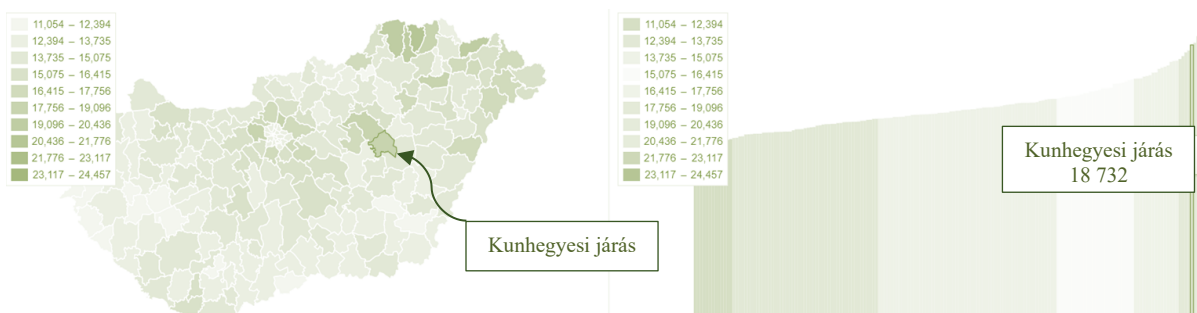 11,054 – 12,394
12,394 – 13,735
13,735 – 15,075
15,075 – 16,415
16,415 – 17,756
17,756 – 19,096
19,096 – 20,436
20,436 – 21,776
21,776 – 23,117
23,117 – 24,457
Kunhegyesi járás
11,054 – 12,394
12,394 – 13,735
13,735 – 15,075
15,075 – 16,415
16,415 – 17,756
17,756 – 19,096
19,096 – 20,436
20,436 – 21,776
21,776 – 23,117
23,117 – 24,457
Kunhegyesi járás
18 732